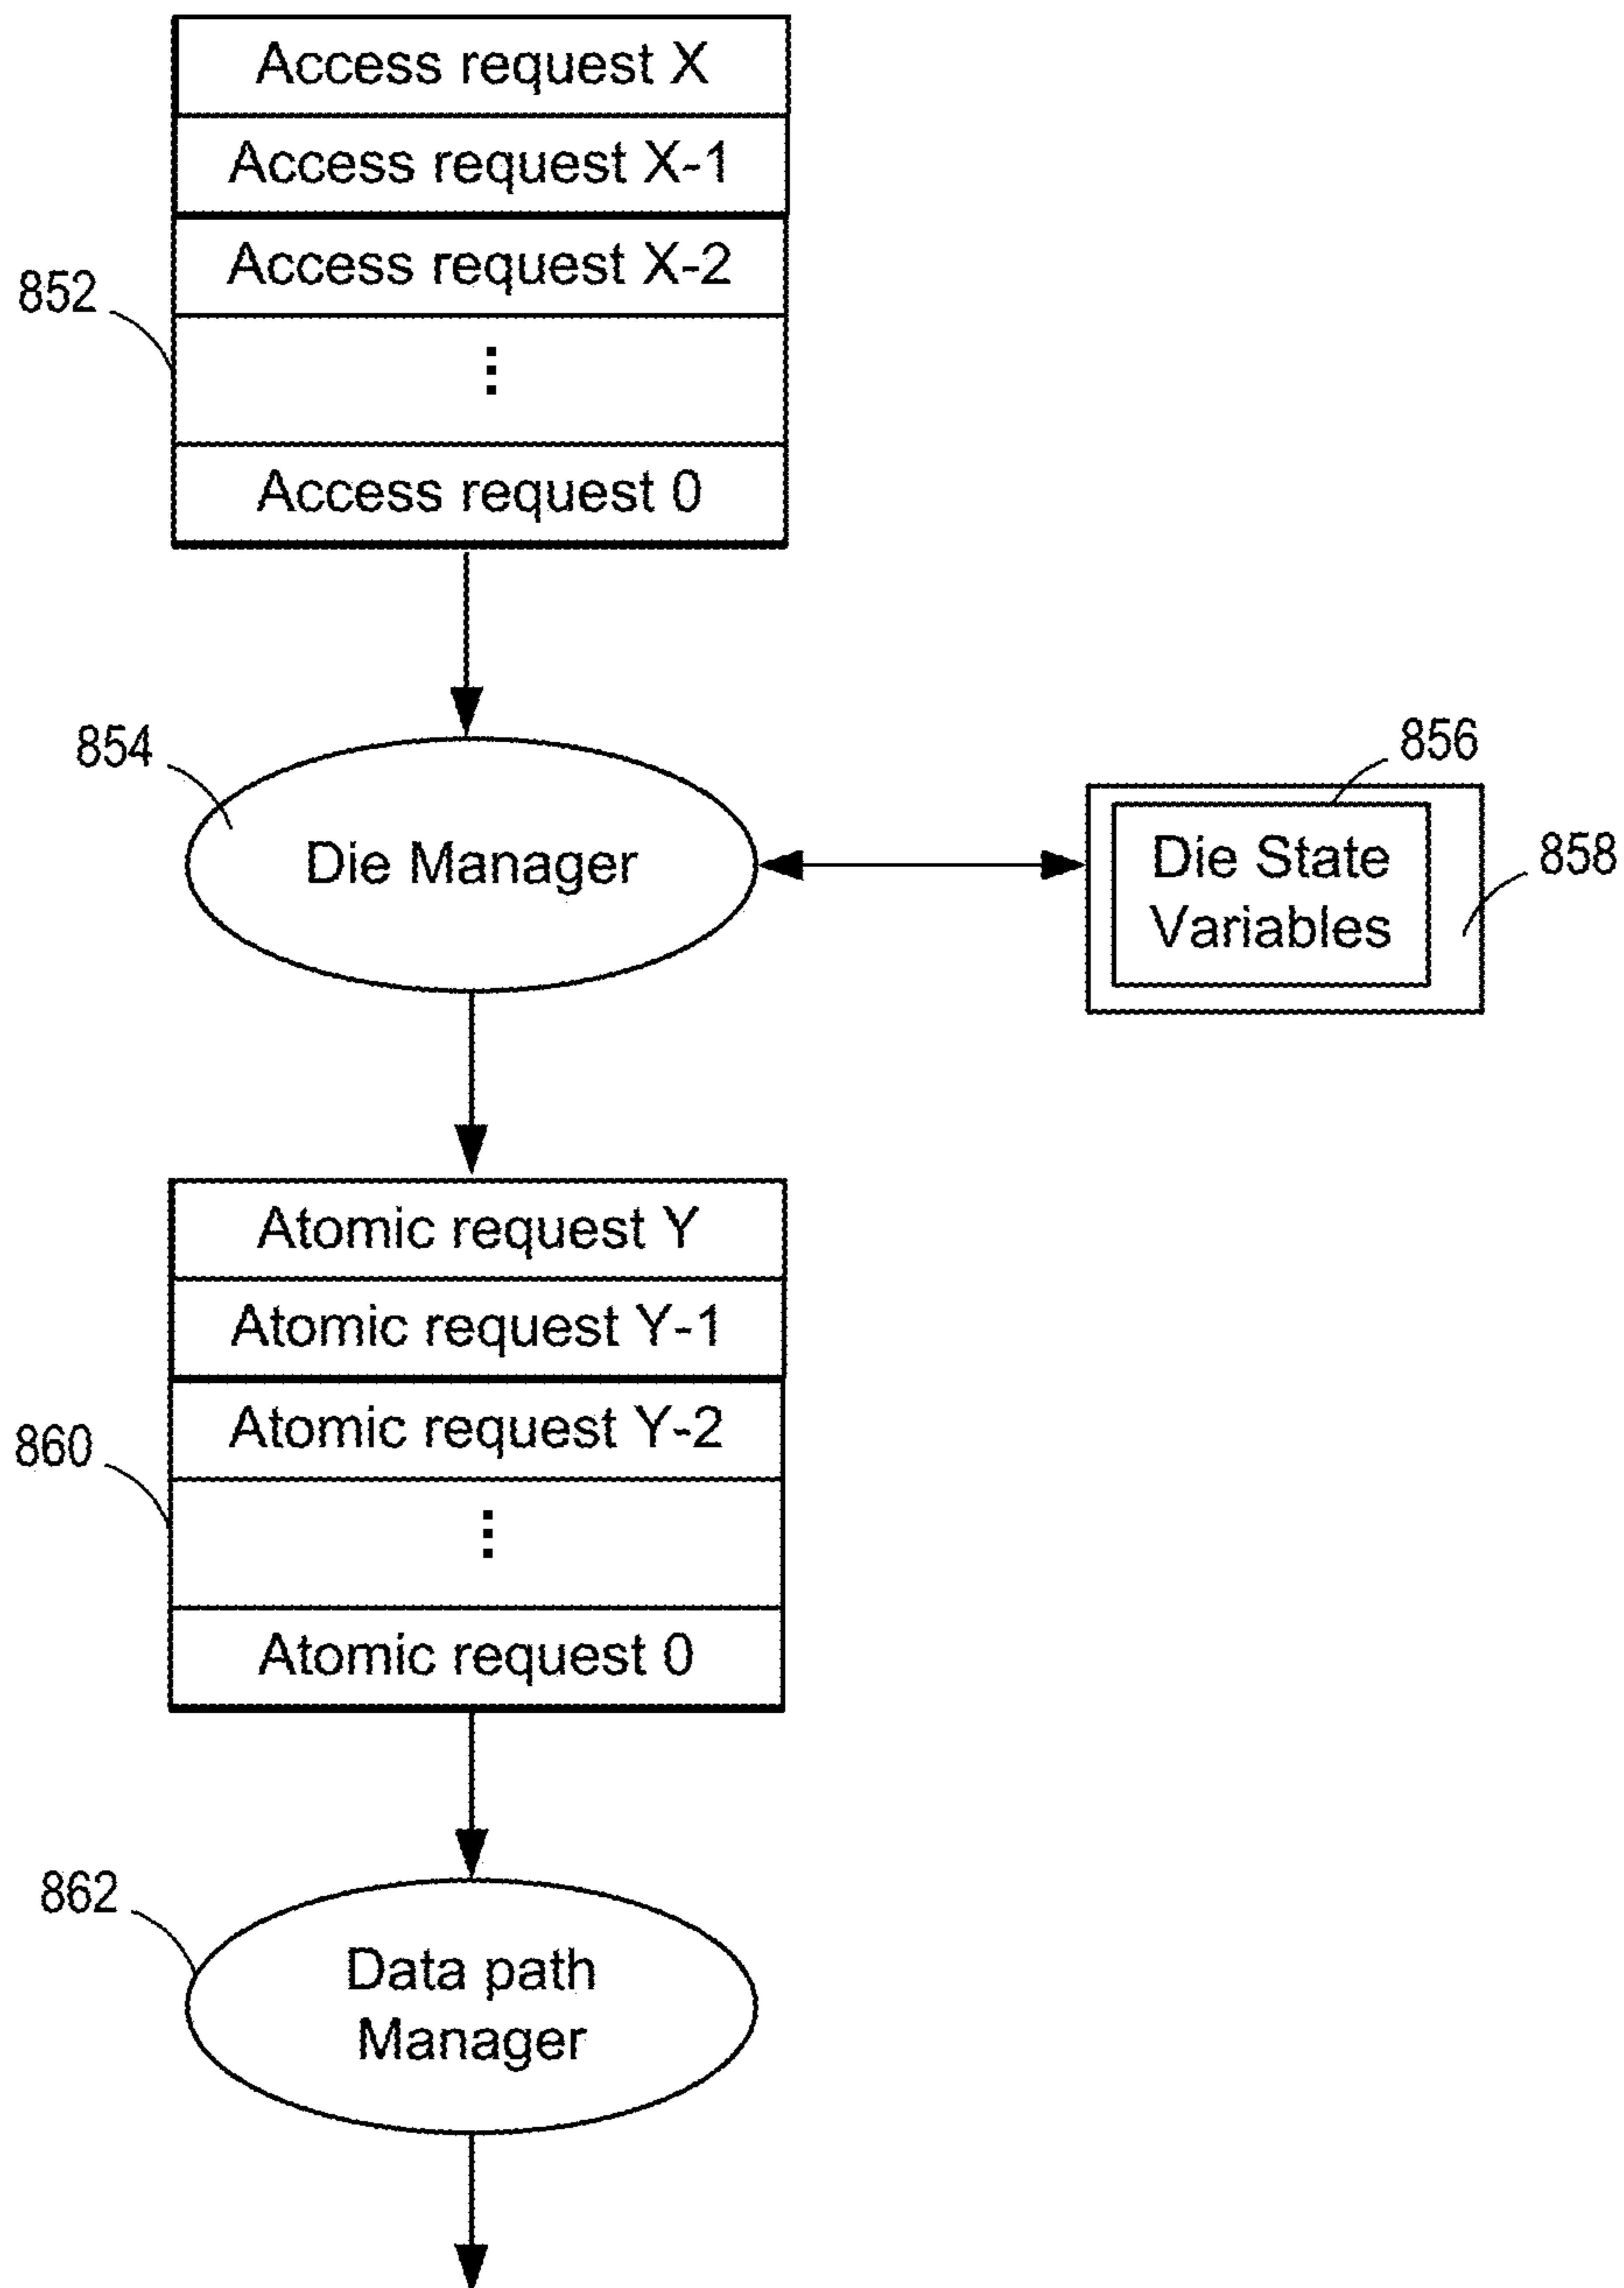 Access request X
Access request X-1
Access request X-2
852
⋮
Access request 0
854
856
Die Manager
Die State
Variables
858
Atomic request Y
Atomic request Y-1
Atomic request Y-2
860
⋮
Atomic request 0
862
Data path
Manager